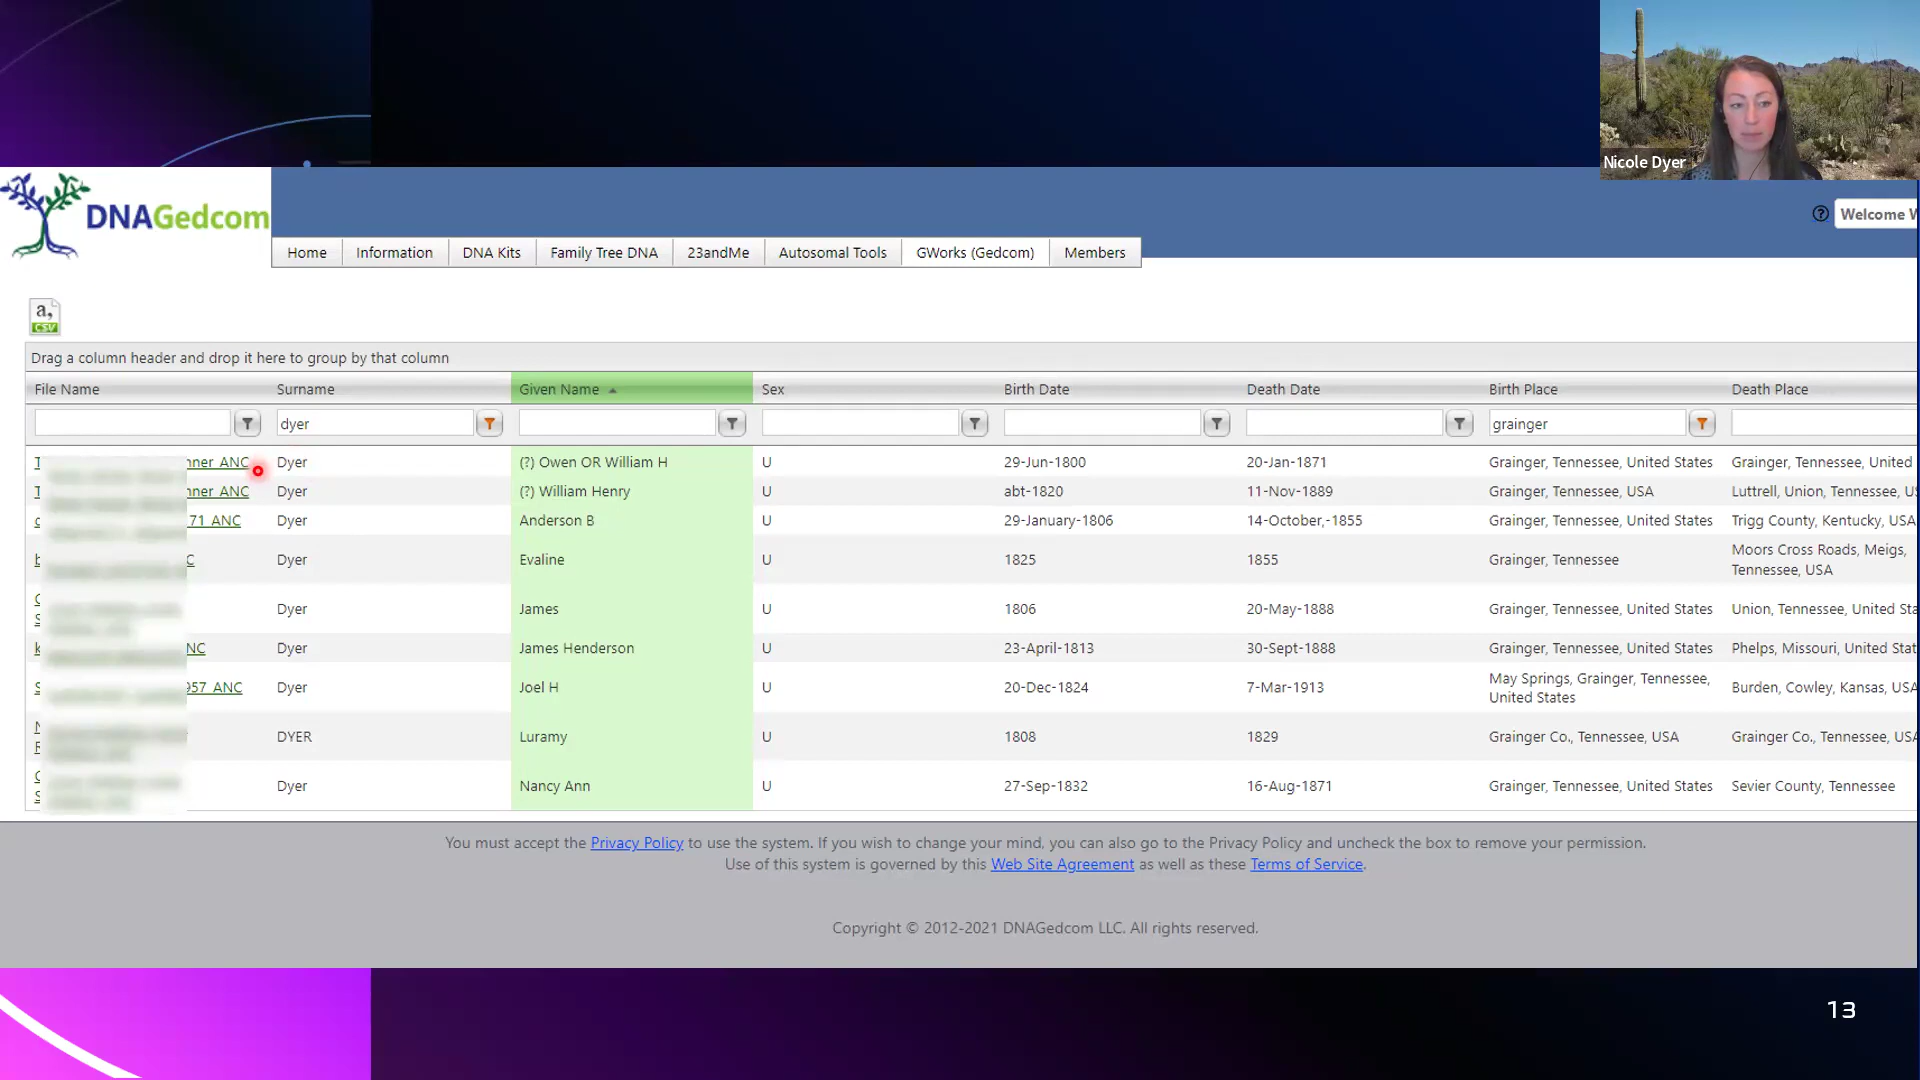 Nicole Dyer
DNAGedcom
Welcome W
Home Information DNA Kits Family Tree DNA 23andMe Autosomal Tools GWorks (Gedcom) Members
a,
CSV
Drag a column header and drop it here to group by that column
File Name Surname Given Name Sex Birth Date Death Date Birth Place Death Place
dyer grainger
nner ANC Dyer (?) Owen OR William H U 29-Jun-1800 20-Jan-1871 Grainger, Tennessee, United States Grainger, Tennessee, United
nner ANC Dyer (?) William Henry U abt-1820 11-Nov-1889 Grainger, Tennessee, USA Luttrell, Union, Tennessee, US
71 ANC Dyer Anderson B U 29-January-1806 14-October,-1855 Grainger, Tennessee, United States Trigg County, Kentucky, USA
Dyer Evaline U 1825 1855 Grainger, Tennessee Moors Cross Roads, Meigs,
Tennessee, USA
Dyer James U 1806 20-May-1888 Grainger, Tennessee, United States Union, Tennessee, United Sta
NC Dyer James Henderson U 23-April-1813 30-Sept-1888 Grainger, Tennessee, United States Phelps, Missouri, United Stat
957 ANC Dyer Joel H U 20-Dec-1824 7-Mar-1913 May Springs, Grainger, Tennessee,
United States Burden, Cowley, Kansas, USA
DYER Luramy U 1808 1829 Grainger Co., Tennessee, USA Grainger Co., Tennessee, USA
Dyer Nancy Ann U 27-Sep-1832 16-Aug-1871 Grainger, Tennessee, United States Sevier County, Tennessee
You must accept the Privacy Policy to use the system. If you wish to change your mind, you can also go to the Privacy Policy and uncheck the box to remove your permission.
Use of this system is governed by this Web Site Agreement as well as these Terms of Service.
Copyright © 2012-2021 DNAGedcom LLC. All rights reserved.
13